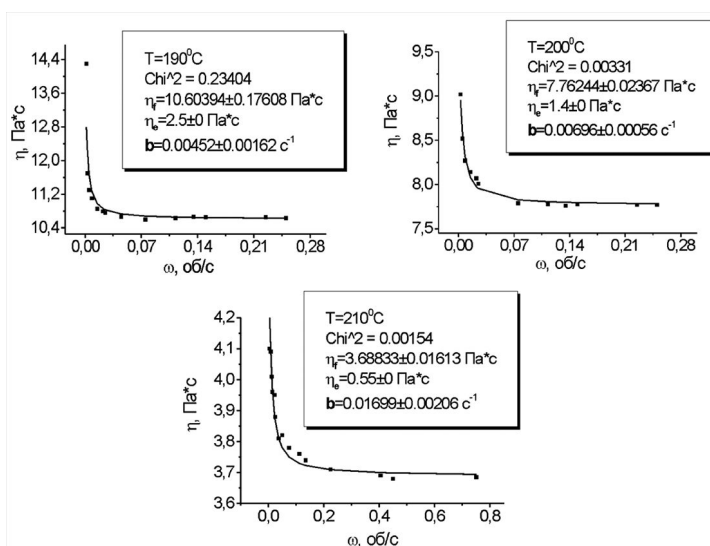 14,4
13,6
12,8
12,0
11,2
10,4
η, Па*с
0,00 0,07 0,14 0,21 0,28
ω, об/с
T=190⁰C
Chi^2 = 0.23404
ηf=10.60394±0.17608 Па*с
ηe=2.5±0 Па*с
b=0.00452±0.00162 c⁻¹
9,5
9,0
8,5
8,0
7,5
η, Па*с
0,00 0,07 0,14 0,21 0,28
ω, об/с
T=200⁰C
Chi^2 = 0.00331
ηf=7.76244±0.02367 Па*с
ηe=1.4±0 Па*с
b=0.00696±0.00056 c⁻¹
4,2
4,1
4,0
3,9
3,8
3,7
3,6
η, Па*с
0,0 0,2 0,4 0,6 0,8
ω, об/с
T=210⁰C
Chi^2 = 0.00154
ηf=3.68833±0.01613 Па*с
ηe=0.55±0 Па*с
b=0.01699±0.00206 c⁻¹